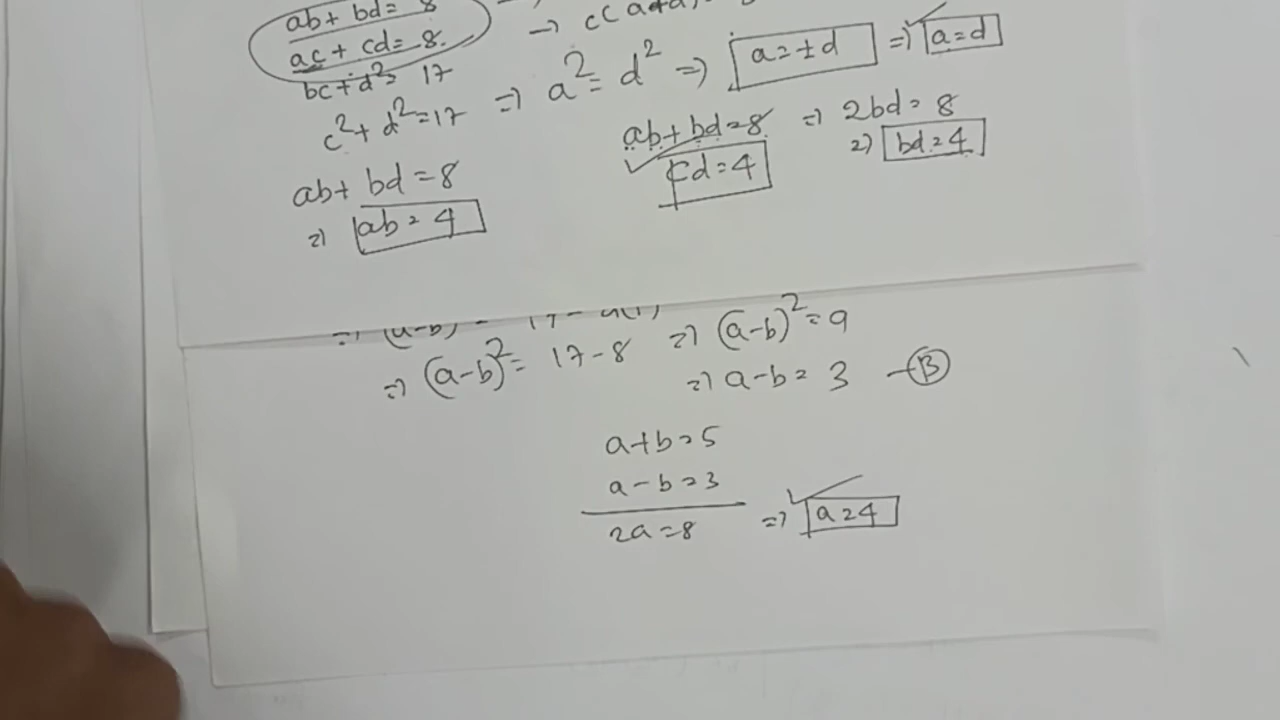 ab + bd = 8
ac + cd = 8.
bc + d² = 17
c² + d² = 17 ⇒ a² = d² ⇒ a = ± d ⇒ a = d
ab + bd = 8 ⇒ 2bd = 8
⇒ bd = 4
cd = 4
ab + bd = 8
⇒ ab = 4
⇒ (a-b)² = 17 - 8 ⇒ (a-b)² = 9
⇒ a - b = 3 - B
a + b = 5
a - b = 3
2a = 8 ⇒ a = 4